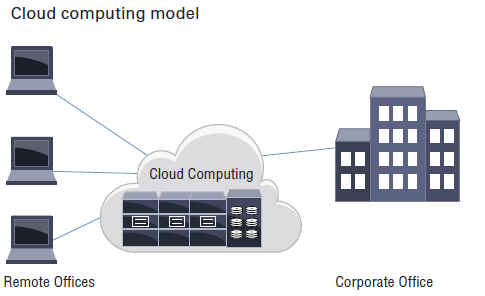 Cloud computing model
Cloud Computing
Remote Offices
Corporate Office